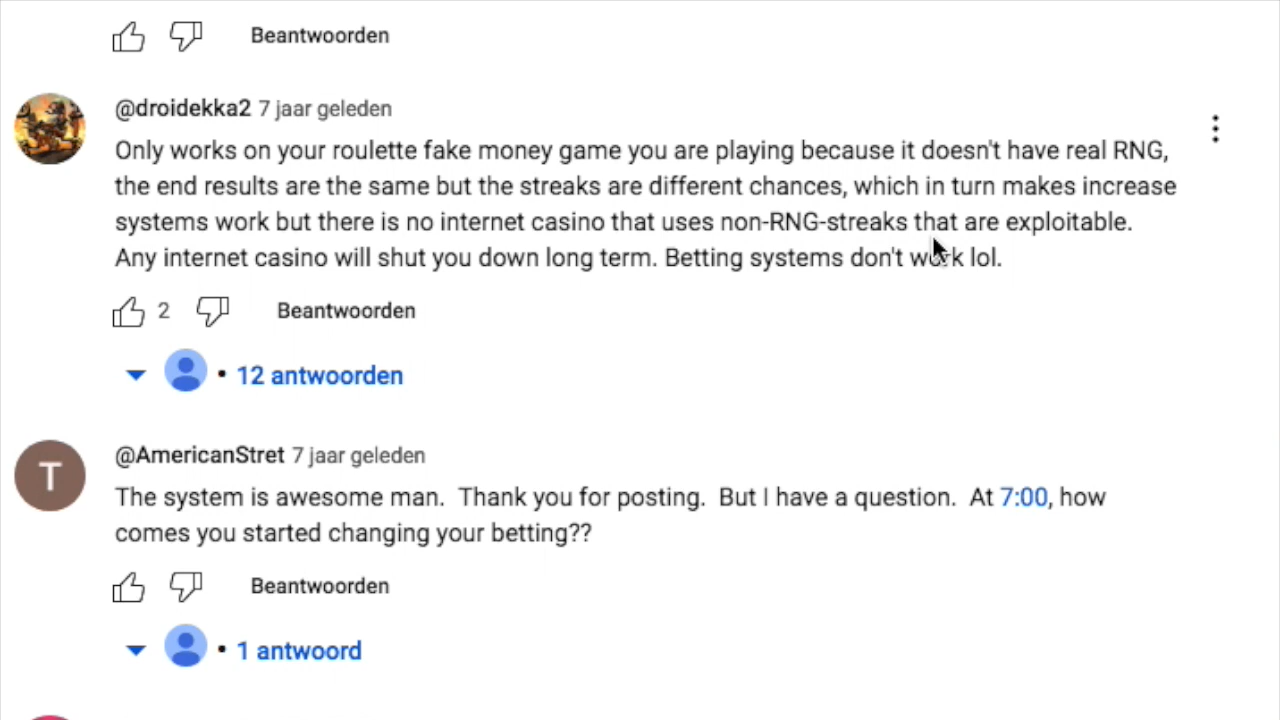 Beantwoorden
@droidekka2 7 jaar geleden
Only works on your roulette fake money game you are playing because it doesn't have real RNG,
the end results are the same but the streaks are different chances, which in turn makes increase
systems work but there is no internet casino that uses non-RNG-streaks that are exploitable.
Any internet casino will shut you down long term. Betting systems don't work lol.
2 Beantwoorden
• 12 antwoorden
T
@AmericanStret 7 jaar geleden
The system is awesome man.  Thank you for posting.  But I have a question.  At 7:00, how
comes you started changing your betting??
Beantwoorden
• 1 antwoord